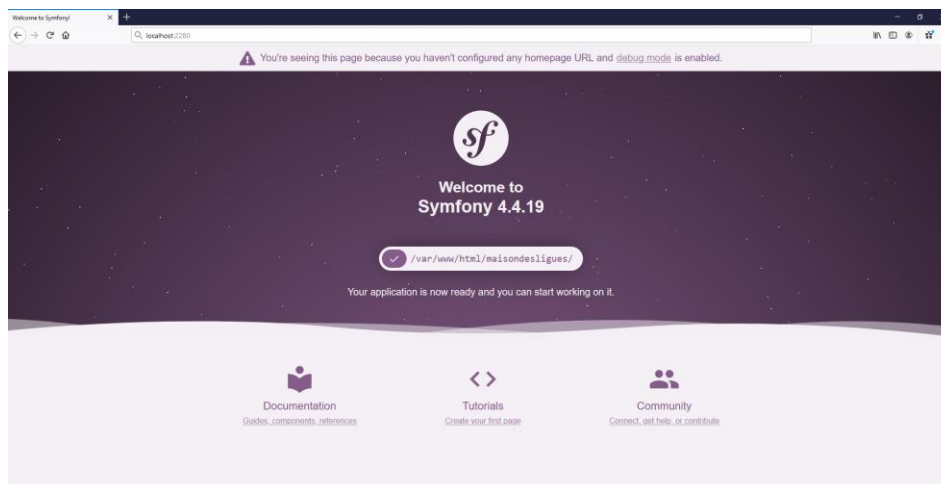 Welcome to Symfony!
localhost:2280
You're seeing this page because you haven't configured any homepage URL and debug mode is enabled.
sf
Welcome to
Symfony 4.4.19
/var/www/html/maisondesligues/
Your application is now ready and you can start working on it.
Documentation
Guides, components, references
Tutorials
Create your first page
Community
Connect, get help, or contribute